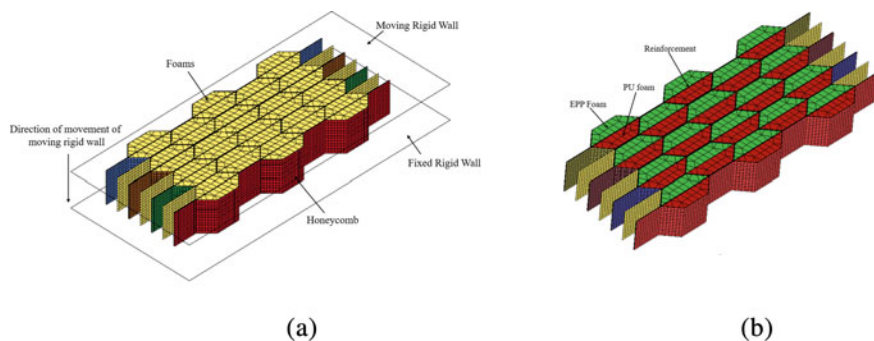 Moving Rigid Wall
Foams
Direction of movement of
moving rigid wall
Fixed Rigid Wall
Honeycomb
(a)
Reinforcement
PU foam
EPP Foam
(b)